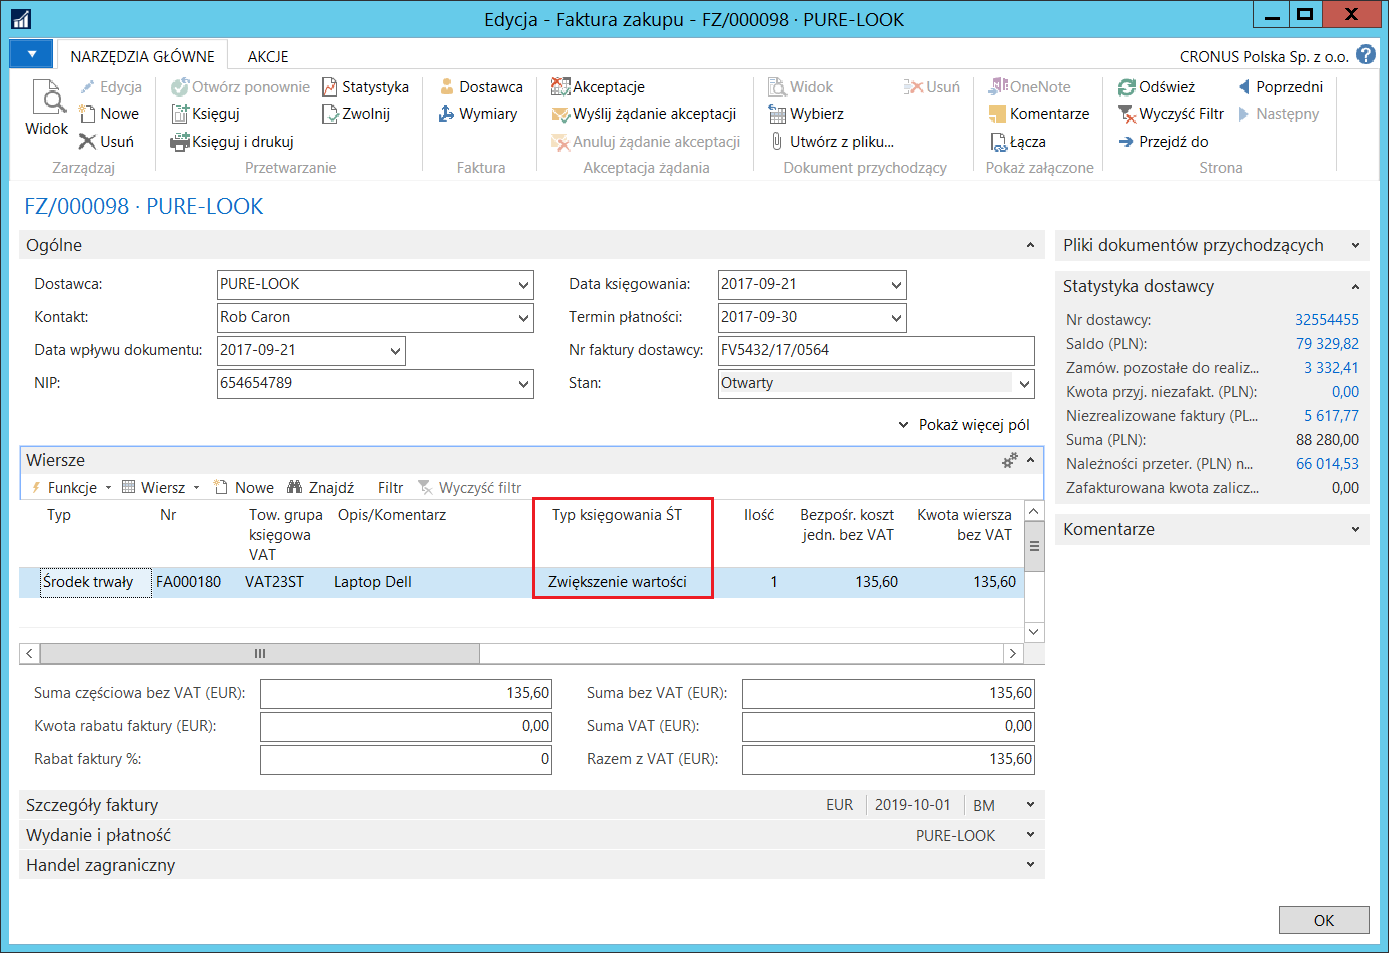 Edycja - Faktura zakupu - FZ/000098 · PURE-LOOK
NARZĘDZIA GŁÓWNE
AKCJE
CRONUS Polska Sp. z o.o.
Widok
Edycja
Nowe
Usuń
Zarządzaj
Otwórz ponownie
Księguj
Księguj i drukuj
Statystyka
Zwolnij
Przetwarzanie
Dostawca
Wymiary
Faktura
Akceptacje
Wyślij żądanie akceptacji
Anuluj żądanie akceptacji
Akceptacja żądania
Widok
Wybierz
Utwórz z pliku...
Usuń
Dokument przychodzący
OneNote
Komentarze
Łącza
Pokaż załączone
Odśwież
Wyczyść Filtr
Przejdź do
Poprzedni
Następny
Strona
FZ/000098 · PURE-LOOK
Ogólne
Dostawca: PURE-LOOK
Kontakt: Rob Caron
Data wpływu dokumentu: 2017-09-21
NIP: 654654789
Data księgowania: 2017-09-21
Termin płatności: 2017-09-30
Nr faktury dostawcy: FV5432/17/0564
Stan: Otwarty
Pokaż więcej pól
Wiersze
Funkcje Wiersz Nowe Znajdź Filtr Wyczyść filtr
Typ
Nr
Tow. grupa
księgowa
VAT
Opis/Komentarz
Typ księgowania ŚT
Ilość
Bezpośr. koszt
jedn. bez VAT
Kwota wiersza
bez VAT
Środek trwały FA000180 VAT23ST Laptop Dell Zwiększenie wartości 1 135,60 135,60
Suma częściowa bez VAT (EUR): 135,60
Kwota rabatu faktury (EUR): 0,00
Rabat faktury %: 0
Suma bez VAT (EUR): 135,60
Suma VAT (EUR): 0,00
Razem z VAT (EUR): 135,60
Szczegóły faktury EUR 2019-10-01 BM
Wydanie i płatność PURE-LOOK
Handel zagraniczny
Pliki dokumentów przychodzących
Statystyka dostawcy
Nr dostawcy: 32554455
Saldo (PLN): 79 329,82
Zamów. pozostałe do realiz... 3 332,41
Kwota przyj. niezafakt. (PLN): 0,00
Niezrealizowane faktury (PL... 5 617,77
Suma (PLN): 88 280,00
Należności przeter. (PLN) n... 66 014,53
Zafakturowana kwota zalicz... 0,00
Komentarze
OK